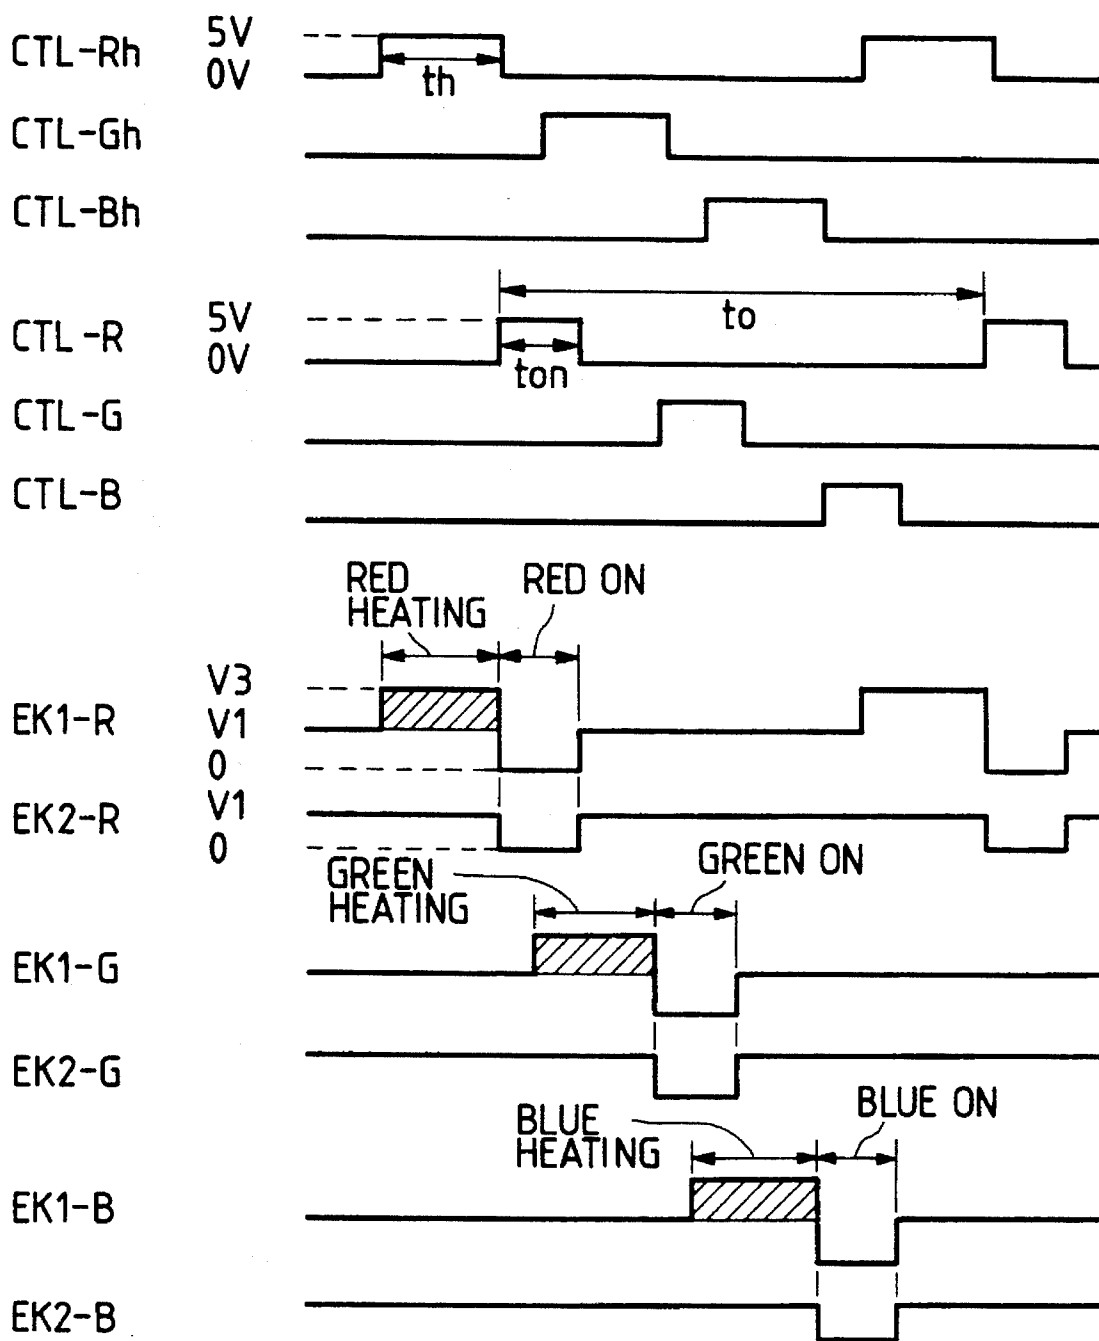 CTL-Rh 5V
0V
th
CTL-Gh
CTL-Bh
to
CTL-R 5V
0V
ton
CTL-G
CTL-B
RED
HEATING
RED ON
EK1-R V3
V1
0
EK2-R V1
0
GREEN
HEATING
GREEN ON
EK1-G
EK2-G
BLUE
HEATING
BLUE ON
EK1-B
EK2-B